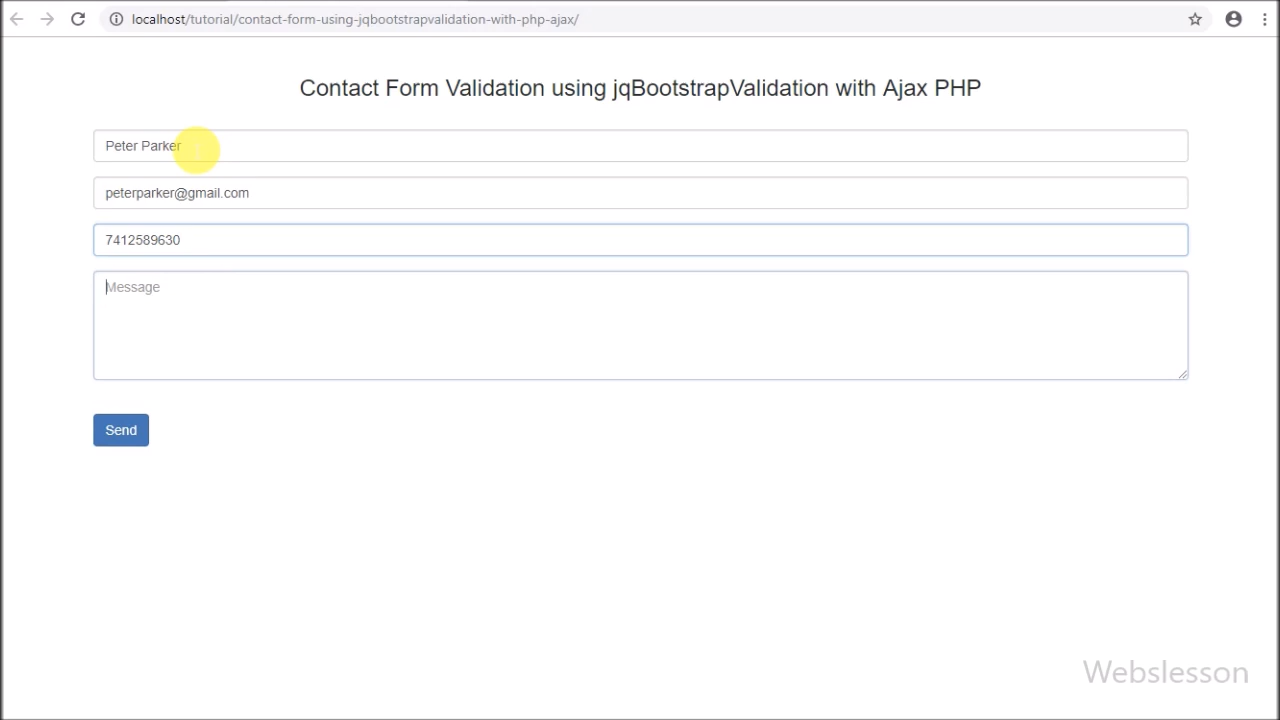 localhost/tutorial/contact-form-using-jqbootstrapvalidation-with-php-ajax/
Contact Form Validation using jqBootstrapValidation with Ajax PHP
Peter Parker
peterparker@gmail.com
7412589630
Message
Send
Webslesson